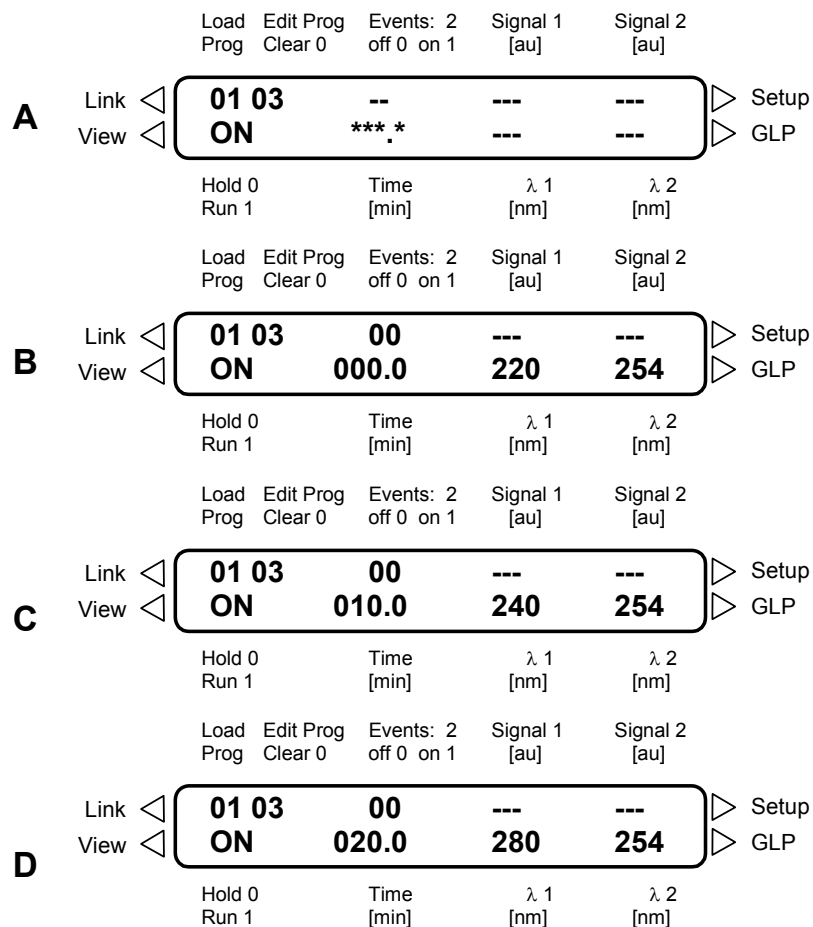 Load Edit Prog Events: 2 Signal 1 Signal 2
Prog Clear 0 off 0 on 1 [au] [au]
A
Link 01 03 -- --- --- Setup
View ON ***.* --- --- GLP
Hold 0 Time λ 1 λ 2
Run 1 [min] [nm] [nm]
Load Edit Prog Events: 2 Signal 1 Signal 2
Prog Clear 0 off 0 on 1 [au] [au]
B
Link 01 03 00 --- --- Setup
View ON 000.0 220 254 GLP
Hold 0 Time λ 1 λ 2
Run 1 [min] [nm] [nm]
Load Edit Prog Events: 2 Signal 1 Signal 2
Prog Clear 0 off 0 on 1 [au] [au]
Link 01 03 00 --- --- Setup
C
View ON 010.0 240 254 GLP
Hold 0 Time λ 1 λ 2
Run 1 [min] [nm] [nm]
Load Edit Prog Events: 2 Signal 1 Signal 2
Prog Clear 0 off 0 on 1 [au] [au]
Link 01 03 00 --- --- Setup
View ON 020.0 280 254 GLP
D
Hold 0 Time λ 1 λ 2
Run 1 [min] [nm] [nm]